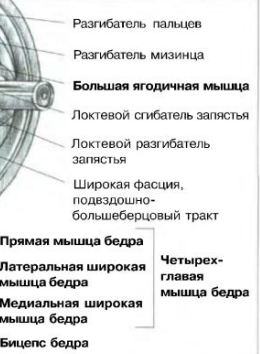 Разгибатель пальцев
Разгибатель мизинца
Большая ягодичная мышца
Локтевой сгибатель запястья
Локтевой разгибатель
запястья
Широкая фасция,
подвздошно-
большеберцовый тракт
Прямая мышца бедра
Латеральная широкая
мышца бедра
Медиальная широкая
мышца бедра
Четырех-
главая
мышца бедра
Бицепс бедра